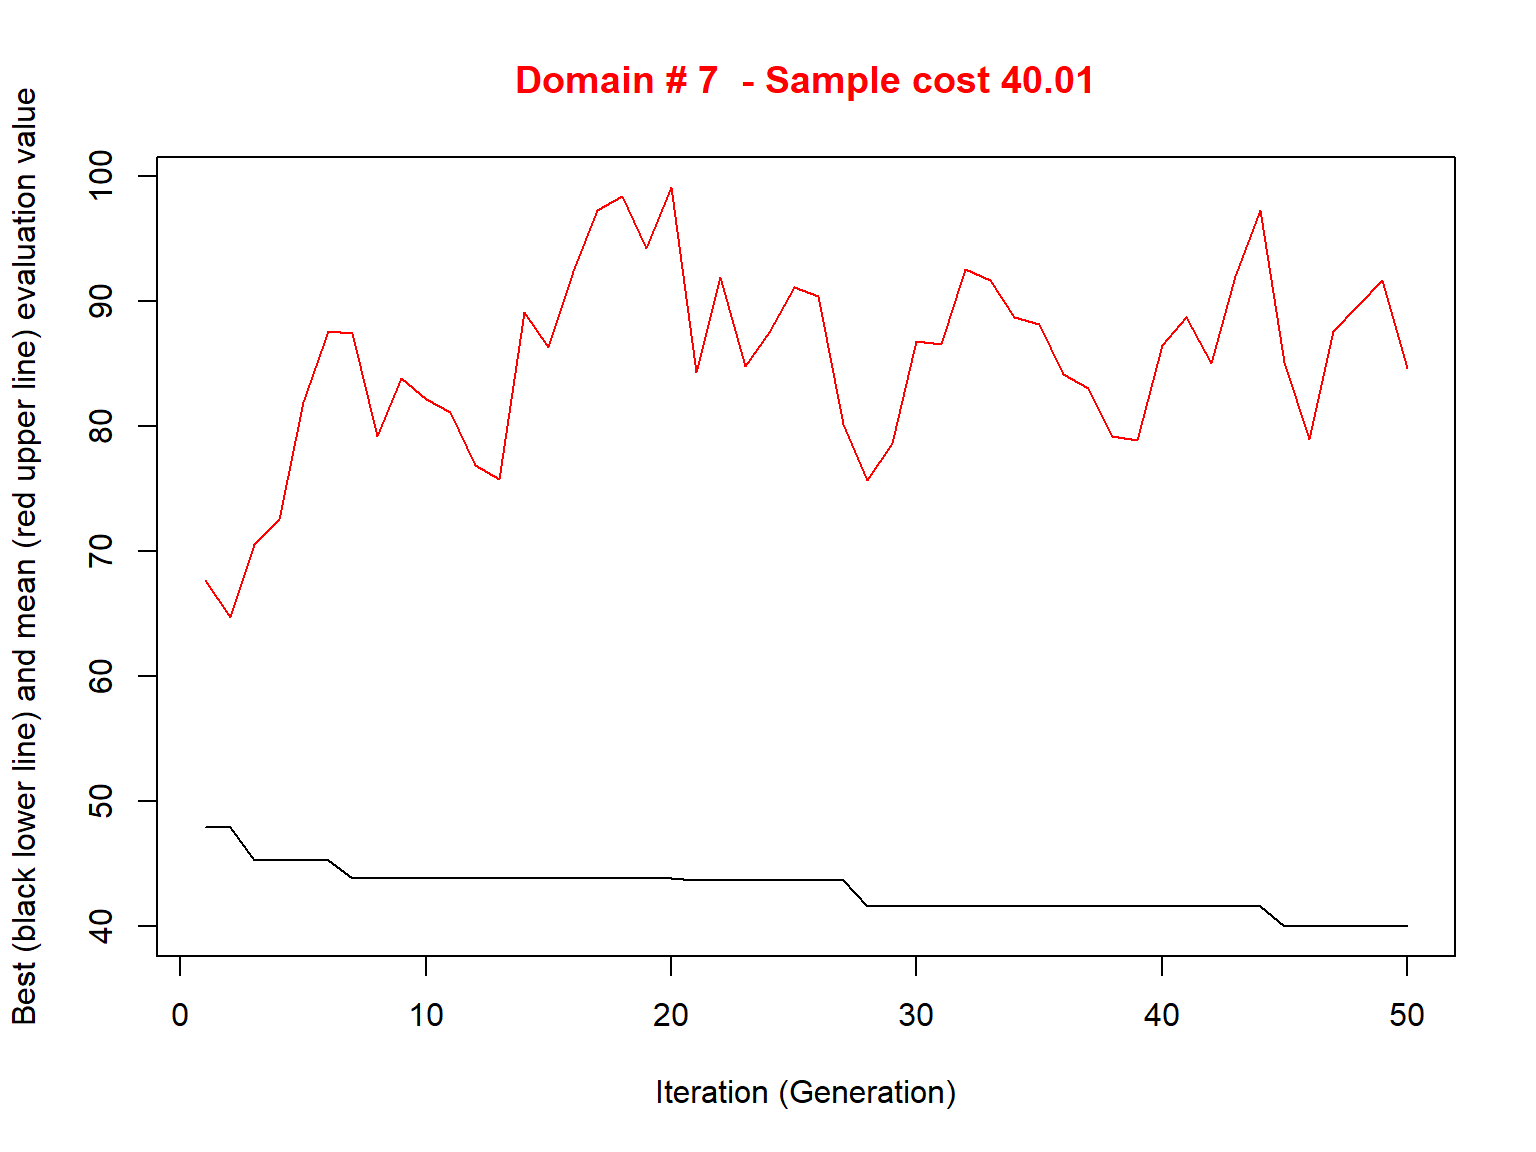 Domain # 7  - Sample cost 40.01
Best (black lower line) and mean (red upper line) evaluation value
100
90
80
70
60
50
40
0 10 20 30 40 50
Iteration (Generation)